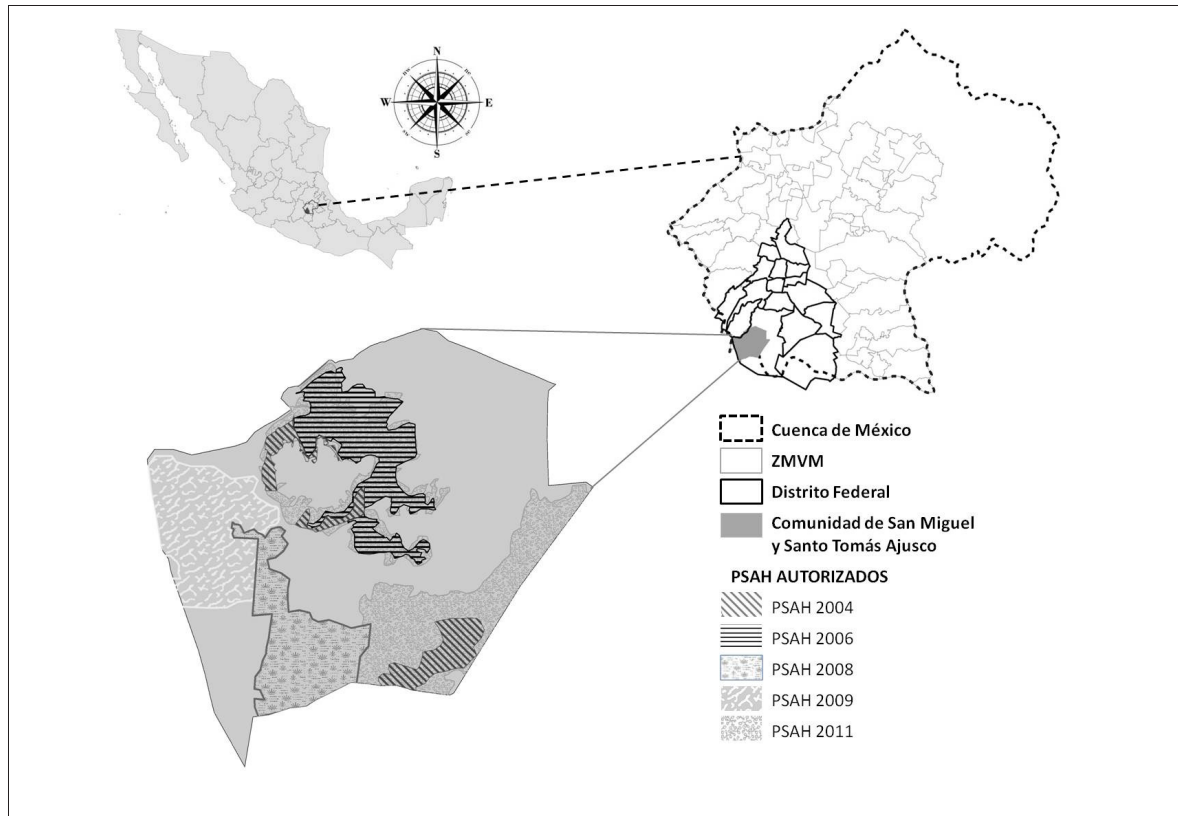 N
W
E
S
Cuenca de México
ZMVM
Distrito Federal
Comunidad de San Miguel
y Santo Tomás Ajusco
PSAH AUTORIZADOS
PSAH 2004
PSAH 2006
PSAH 2008
PSAH 2009
PSAH 2011